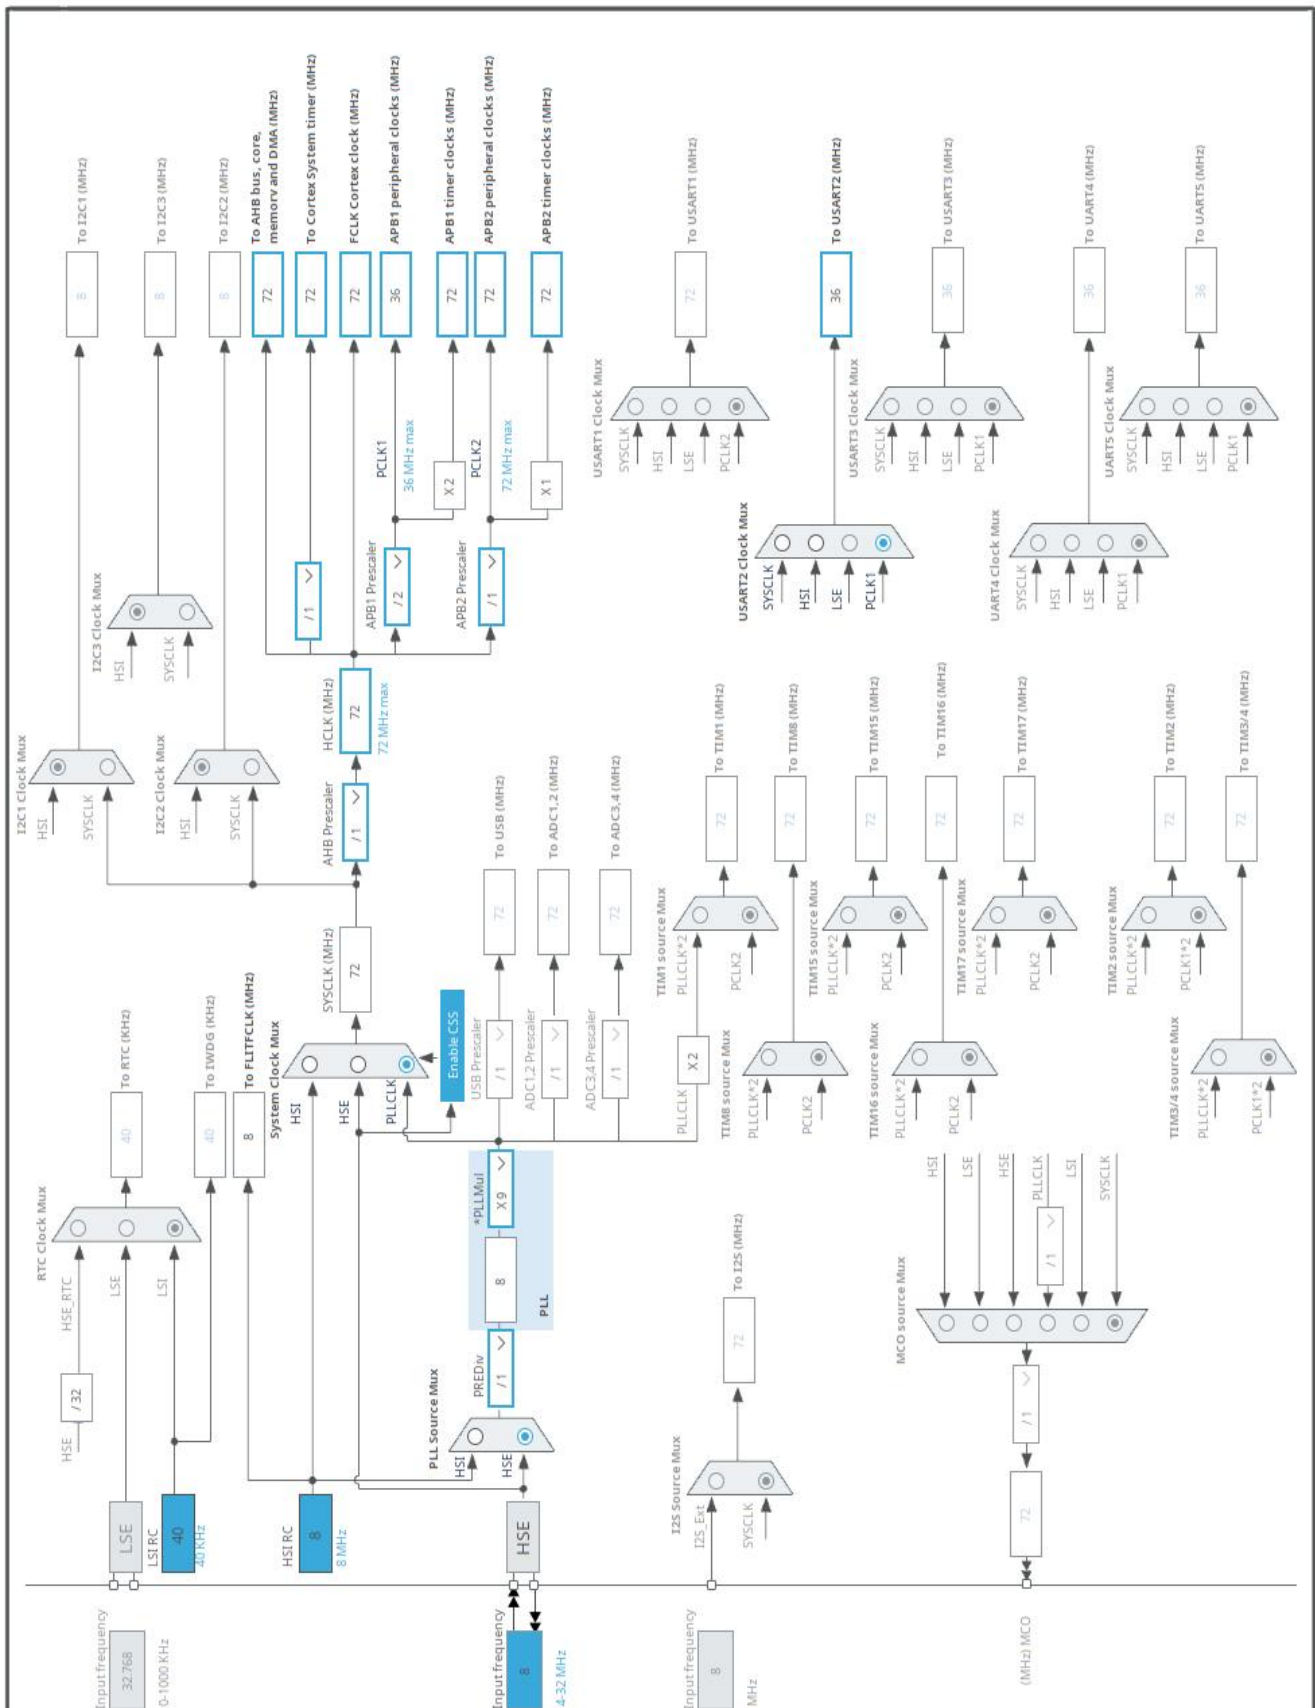 I2C1 Clock Mux
HSI
SYSCLK
8
To I2C1 (MHz)
RTC Clock Mux
HSE
/ 32
HSE_RTC
LSE
LSI
40
To RTC (KHz)
Input frequency
32.768
0-1000 KHz
LSE
LSI RC
40
40 KHz
I2C3 Clock Mux
HSI
SYSCLK
8
To I2C3 (MHz)
I2C2 Clock Mux
HSI
SYSCLK
8
To I2C2 (MHz)
40
To IWDG (KHz)
8
To FLITFCLK (MHz)
HSI RC
8
8 MHz
System Clock Mux
HSI
HSE
PLLCLK
SYSCLK (MHz)
72
AHB Prescaler
/ 1
HCLK (MHz)
72
72 MHz max
72
To AHB bus, core,
memory and DMA (MHz)
/ 1
72
To Cortex System timer (MHz)
72
FCLK Cortex clock (MHz)
APB1 Prescaler
/ 2
PCLK1
36 MHz max
36
APB1 peripheral clocks (MHz)
X 2
72
APB1 timer clocks (MHz)
APB2 Prescaler
/ 1
PCLK2
72 MHz max
72
APB2 peripheral clocks (MHz)
X 1
72
APB2 timer clocks (MHz)
Enable CSS
Input frequency
8
4-32 MHz
HSE
PLL Source Mux
HSI
HSE
PREDiv
/ 1
8
*PLLMul
X 9
PLL
USB Prescaler
/ 1
72
To USB (MHz)
ADC1,2 Prescaler
/ 1
72
To ADC1,2 (MHz)
ADC3,4 Prescaler
/ 1
72
To ADC3,4 (MHz)
Input frequency
8
MHz
I2S Source Mux
I2S_Ext
SYSCLK
72
To I2S (MHz)
PLLCLK
X 2
TIM1 source Mux
PLLCLK*2
PCLK2
72
To TIM1 (MHz)
TIM8 source Mux
PLLCLK*2
PCLK2
72
To TIM8 (MHz)
TIM15 source Mux
PLLCLK*2
PCLK2
72
To TIM15 (MHz)
TIM16 source Mux
PLLCLK*2
PCLK2
72
To TIM16 (MHz)
TIM17 source Mux
PLLCLK*2
PCLK2
72
To TIM17 (MHz)
TIM2 source Mux
PLLCLK*2
PCLK1*2
72
To TIM2 (MHz)
TIM3/4 source Mux
PLLCLK*2
PCLK1*2
72
To TIM3/4 (MHz)
USART1 Clock Mux
SYSCLK
HSI
LSE
PCLK2
72
To USART1 (MHz)
USART2 Clock Mux
SYSCLK
HSI
LSE
PCLK1
36
To USART2 (MHz)
USART3 Clock Mux
SYSCLK
HSI
LSE
PCLK1
36
To USART3 (MHz)
UART4 Clock Mux
SYSCLK
HSI
LSE
PCLK1
36
To UART4 (MHz)
UART5 Clock Mux
SYSCLK
HSI
LSE
PCLK1
36
To UART5 (MHz)
(MHz) MCO
72
/ 1
MCO source Mux
HSI
LSE
HSE
/ 1
PLLCLK
LSI
SYSCLK